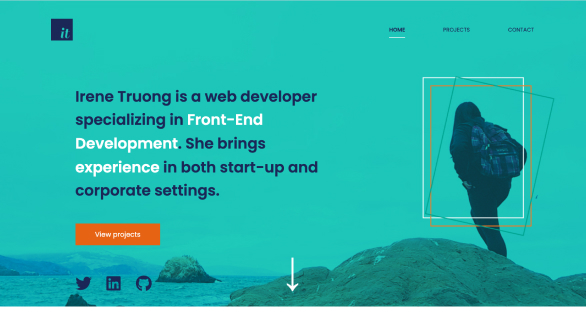 it
HOME
PROJECTS
CONTACT
Irene Truong is a web developer
specializing in Front-End
Development. She brings
experience in both start-up and
corporate settings.
View projects
in